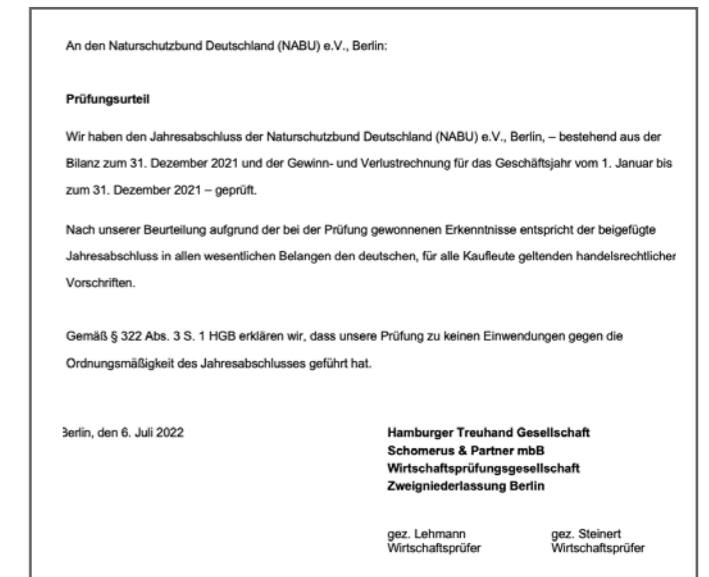 An den Naturschutzbund Deutschland (NABU) e.V., Berlin:
Prüfungsurteil
Wir haben den Jahresabschluss der Naturschutzbund Deutschland (NABU) e.V., Berlin, – bestehend aus der
Bilanz zum 31. Dezember 2021 und der Gewinn- und Verlustrechnung für das Geschäftsjahr vom 1. Januar bis
zum 31. Dezember 2021 – geprüft.
Nach unserer Beurteilung aufgrund der bei der Prüfung gewonnenen Erkenntnisse entspricht der beigefügte
Jahresabschluss in allen wesentlichen Belangen den deutschen, für alle Kaufleute geltenden handelsrechtlicher
Vorschriften.
Gemäß § 322 Abs. 3 S. 1 HGB erklären wir, dass unsere Prüfung zu keinen Einwendungen gegen die
Ordnungsmäßigkeit des Jahresabschlusses geführt hat.
Berlin, den 6. Juli 2022
Hamburger Treuhand Gesellschaft
Schomerus & Partner mbB
Wirtschaftsprüfungsgesellschaft
Zweigniederlassung Berlin
gez. Lehmann gez. Steinert
Wirtschaftsprüfer Wirtschaftsprüfer